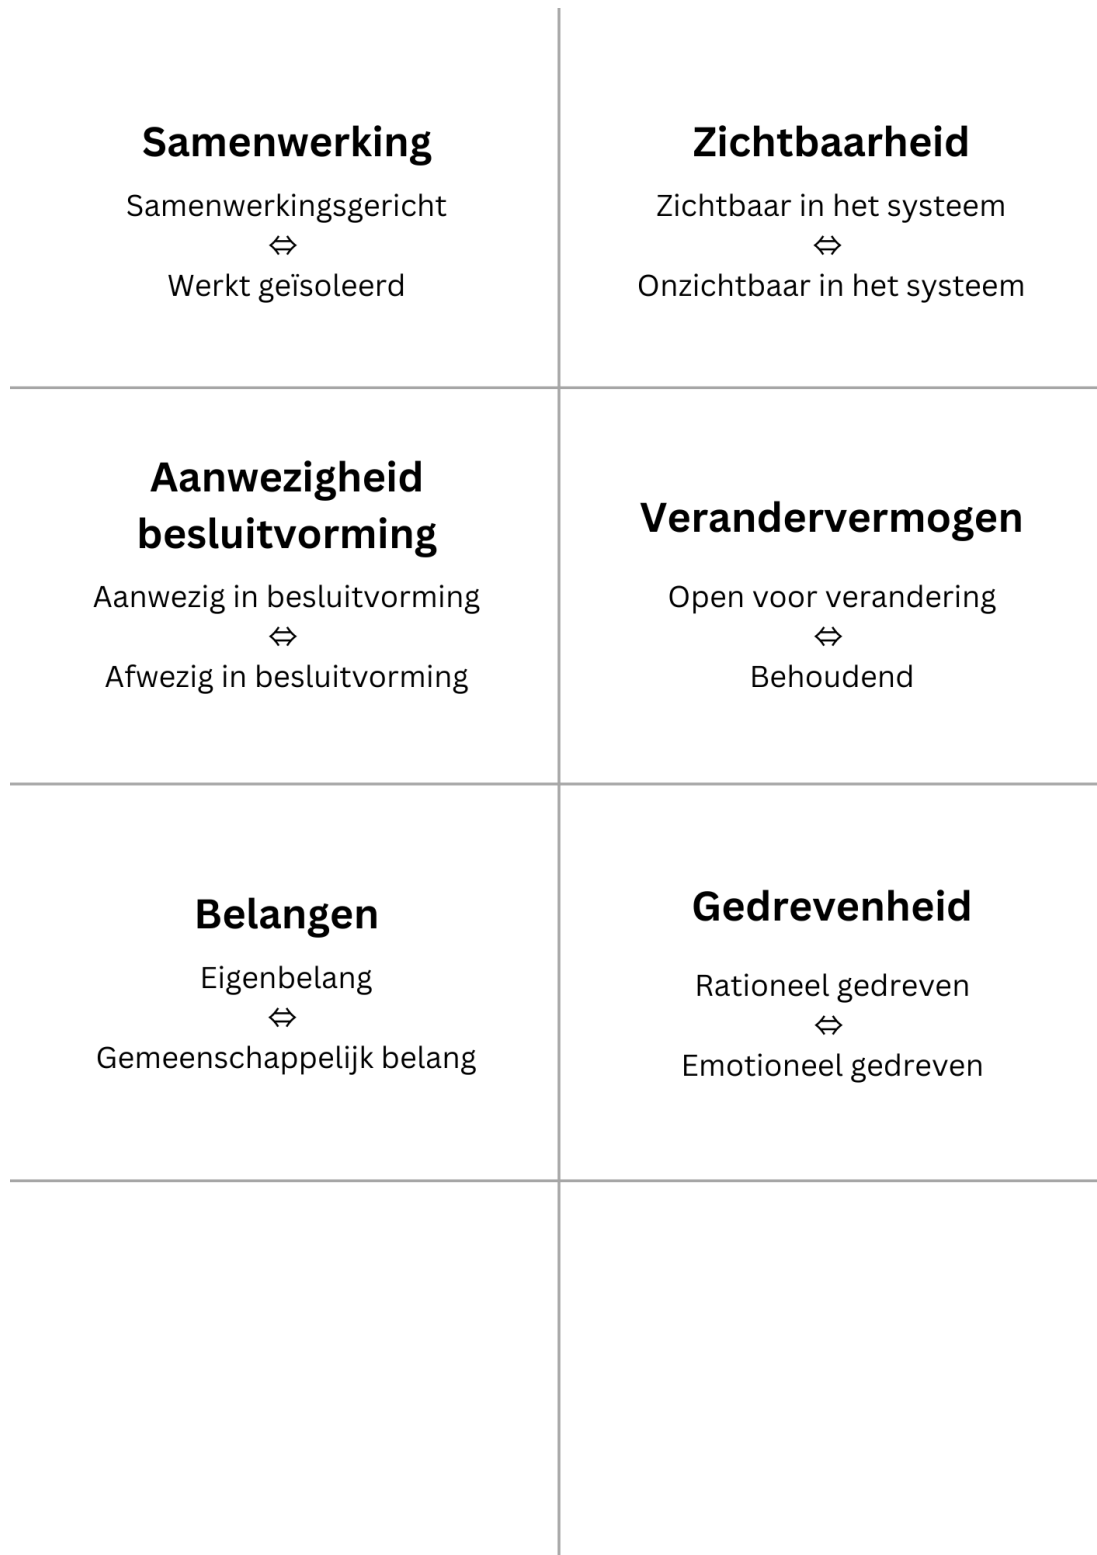 Samenwerking
Samenwerkingsgericht
⇔
Werkt geïsoleerd
Zichtbaarheid
Zichtbaar in het systeem
⇔
Onzichtbaar in het systeem
Aanwezigheid
besluitvorming
Aanwezig in besluitvorming
⇔
Afwezig in besluitvorming
Verandervermogen
Open voor verandering
⇔
Behoudend
Belangen
Eigenbelang
⇔
Gemeenschappelijk belang
Gedrevenheid
Rationeel gedreven
⇔
Emotioneel gedreven